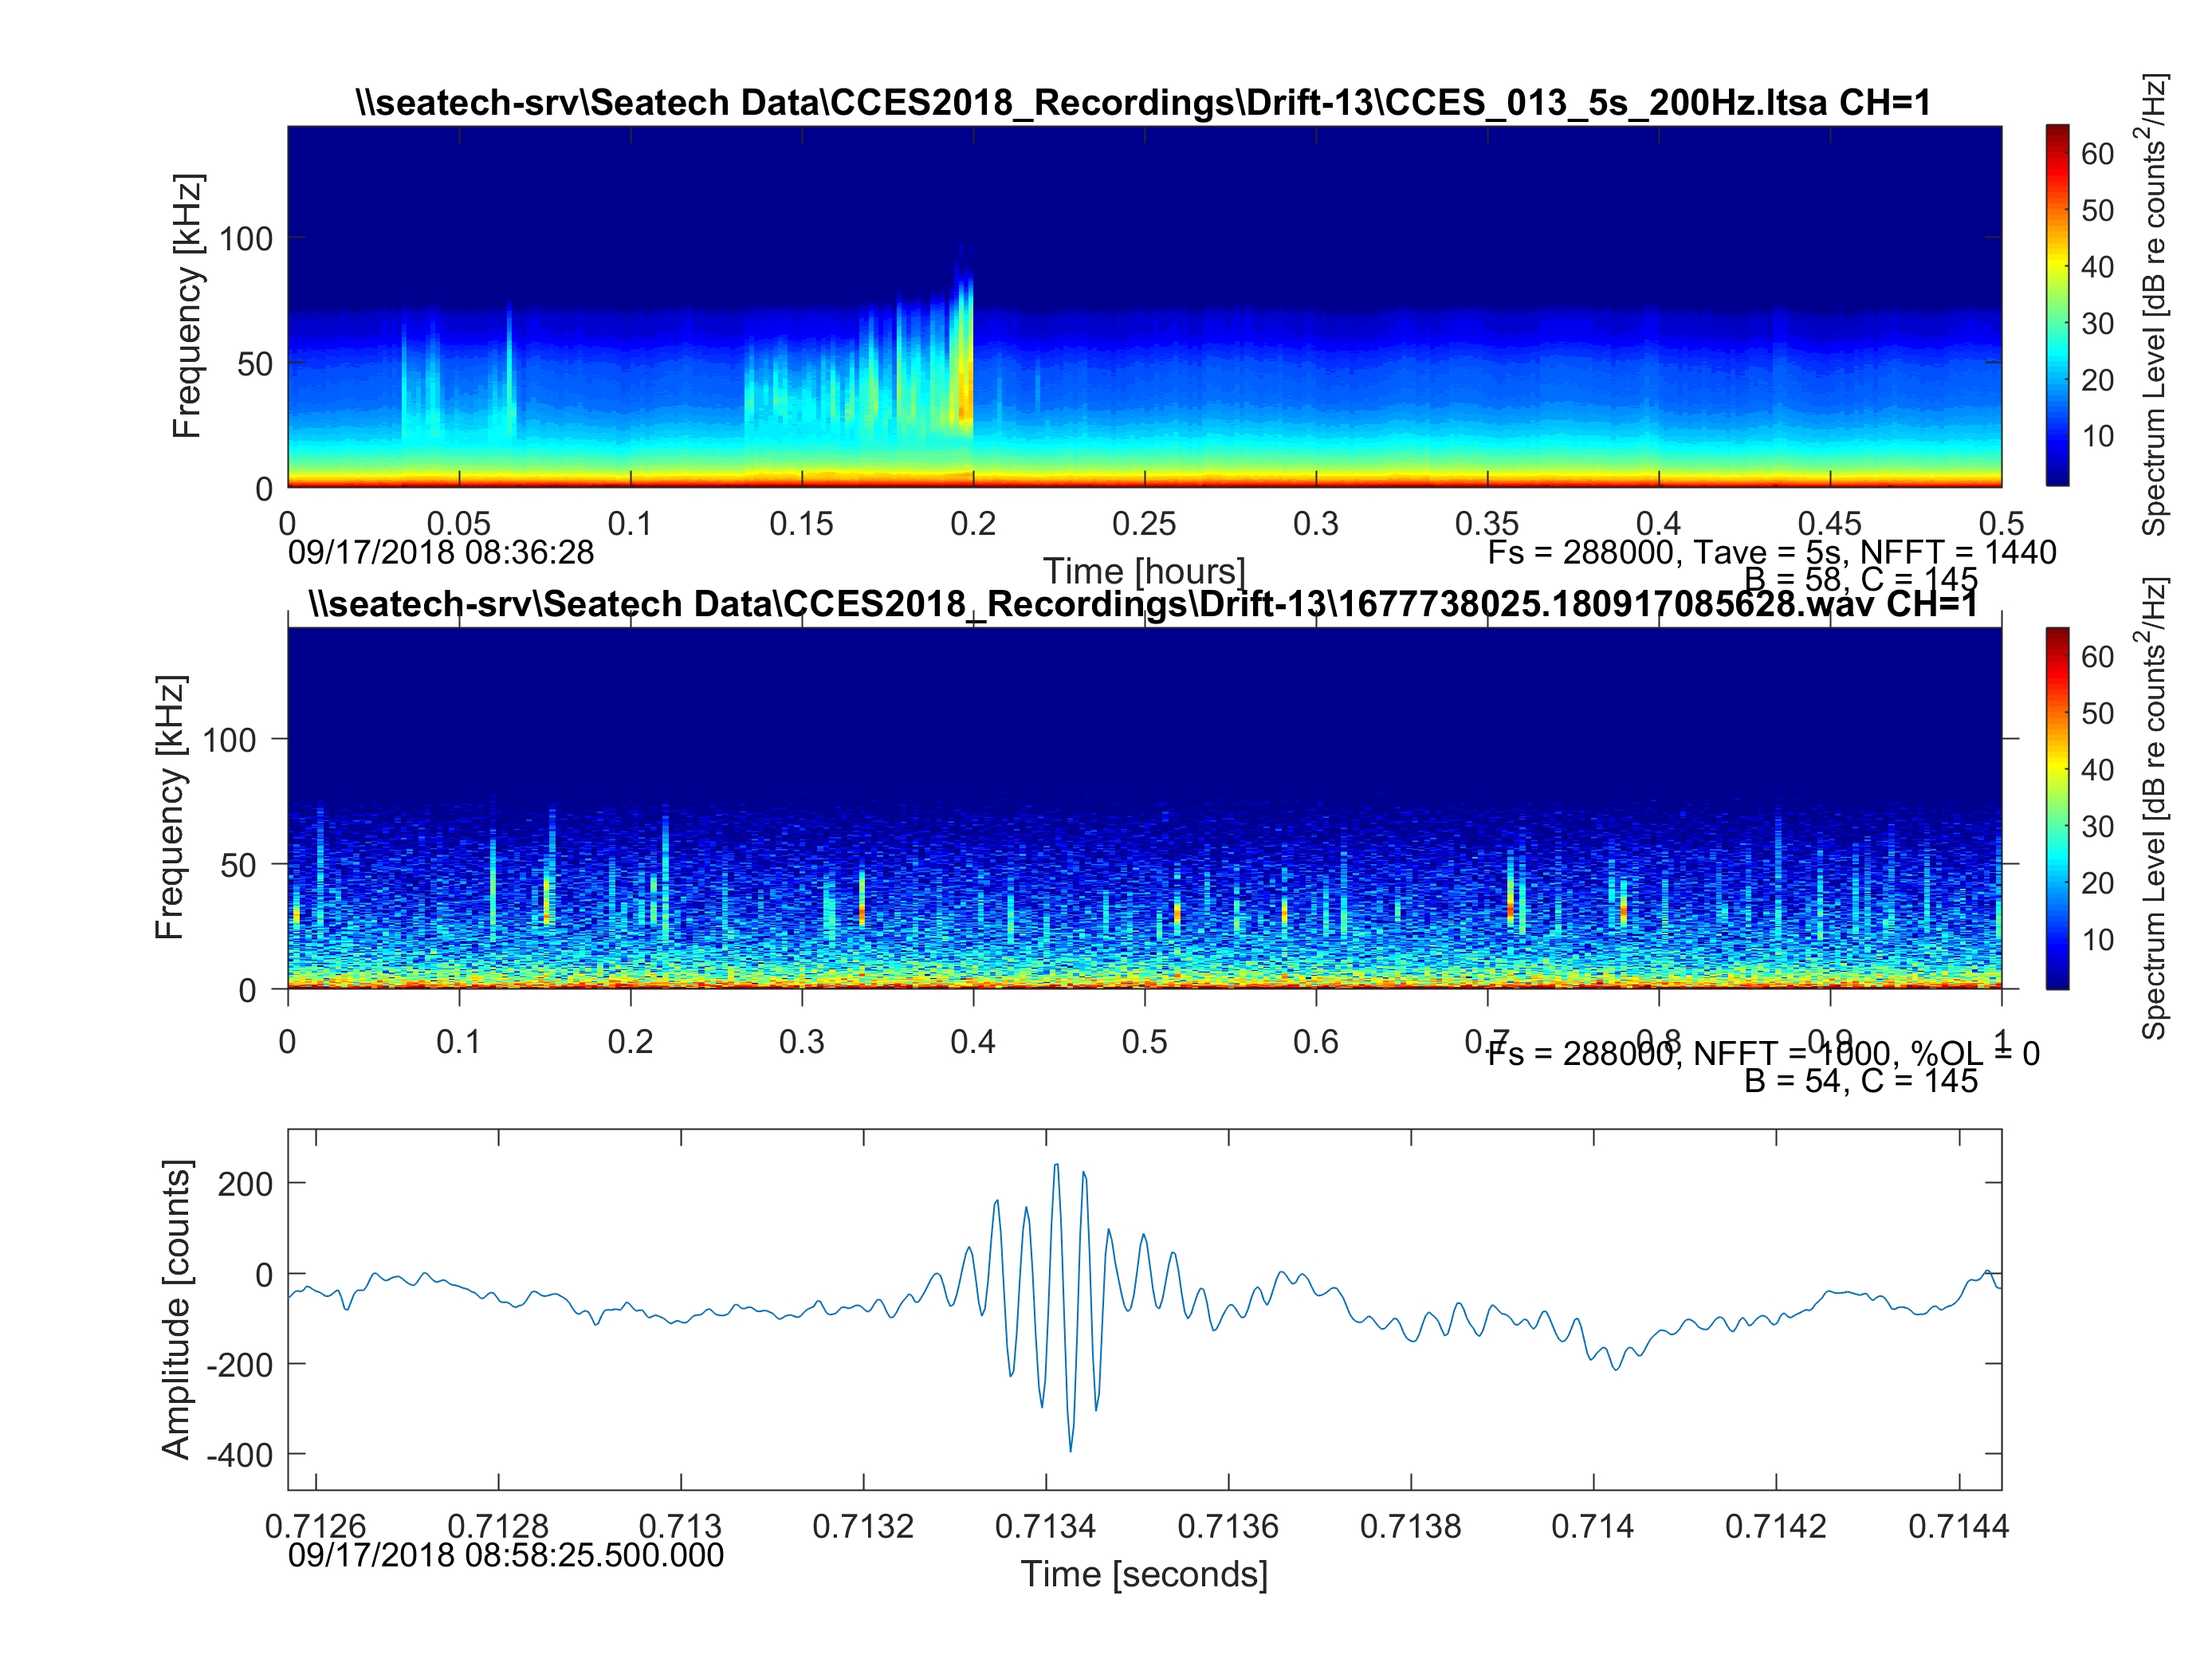 \\seatech-srv\Seatech Data\CCES2018_Recordings\Drift-13\CCES_013_5s_200Hz.ltsa CH=1
Frequency [kHz]
100
50
0
0 0.05 0.1 0.15 0.2 0.25 0.3 0.35 0.4 0.45 0.5
09/17/2018 08:36:28
Time [hours]
Fs = 288000, Tave = 5s, NFFT = 1440
B = 58, C = 145
60
50
40
30
20
10
Spectrum Level [dB re counts²/Hz]
\\seatech-srv\Seatech Data\CCES2018_Recordings\Drift-13\1677738025.180917085628.wav CH=1
Frequency [kHz]
100
50
0
0 0.1 0.2 0.3 0.4 0.5 0.6 0.7 0.8 0.9 1
Fs = 288000, NFFT = 1000, %OL = 0
B = 54, C = 145
60
50
40
30
20
10
Spectrum Level [dB re counts²/Hz]
Amplitude [counts]
200
0
-200
-400
0.7126 0.7128 0.713 0.7132 0.7134 0.7136 0.7138 0.714 0.7142 0.7144
09/17/2018 08:58:25.500.000
Time [seconds]